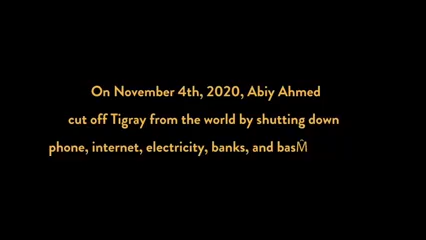 On November 4th, 2020, Abiy Ahmed
cut off Tigray from the world by shutting down
phone, internet, electricity, banks, and